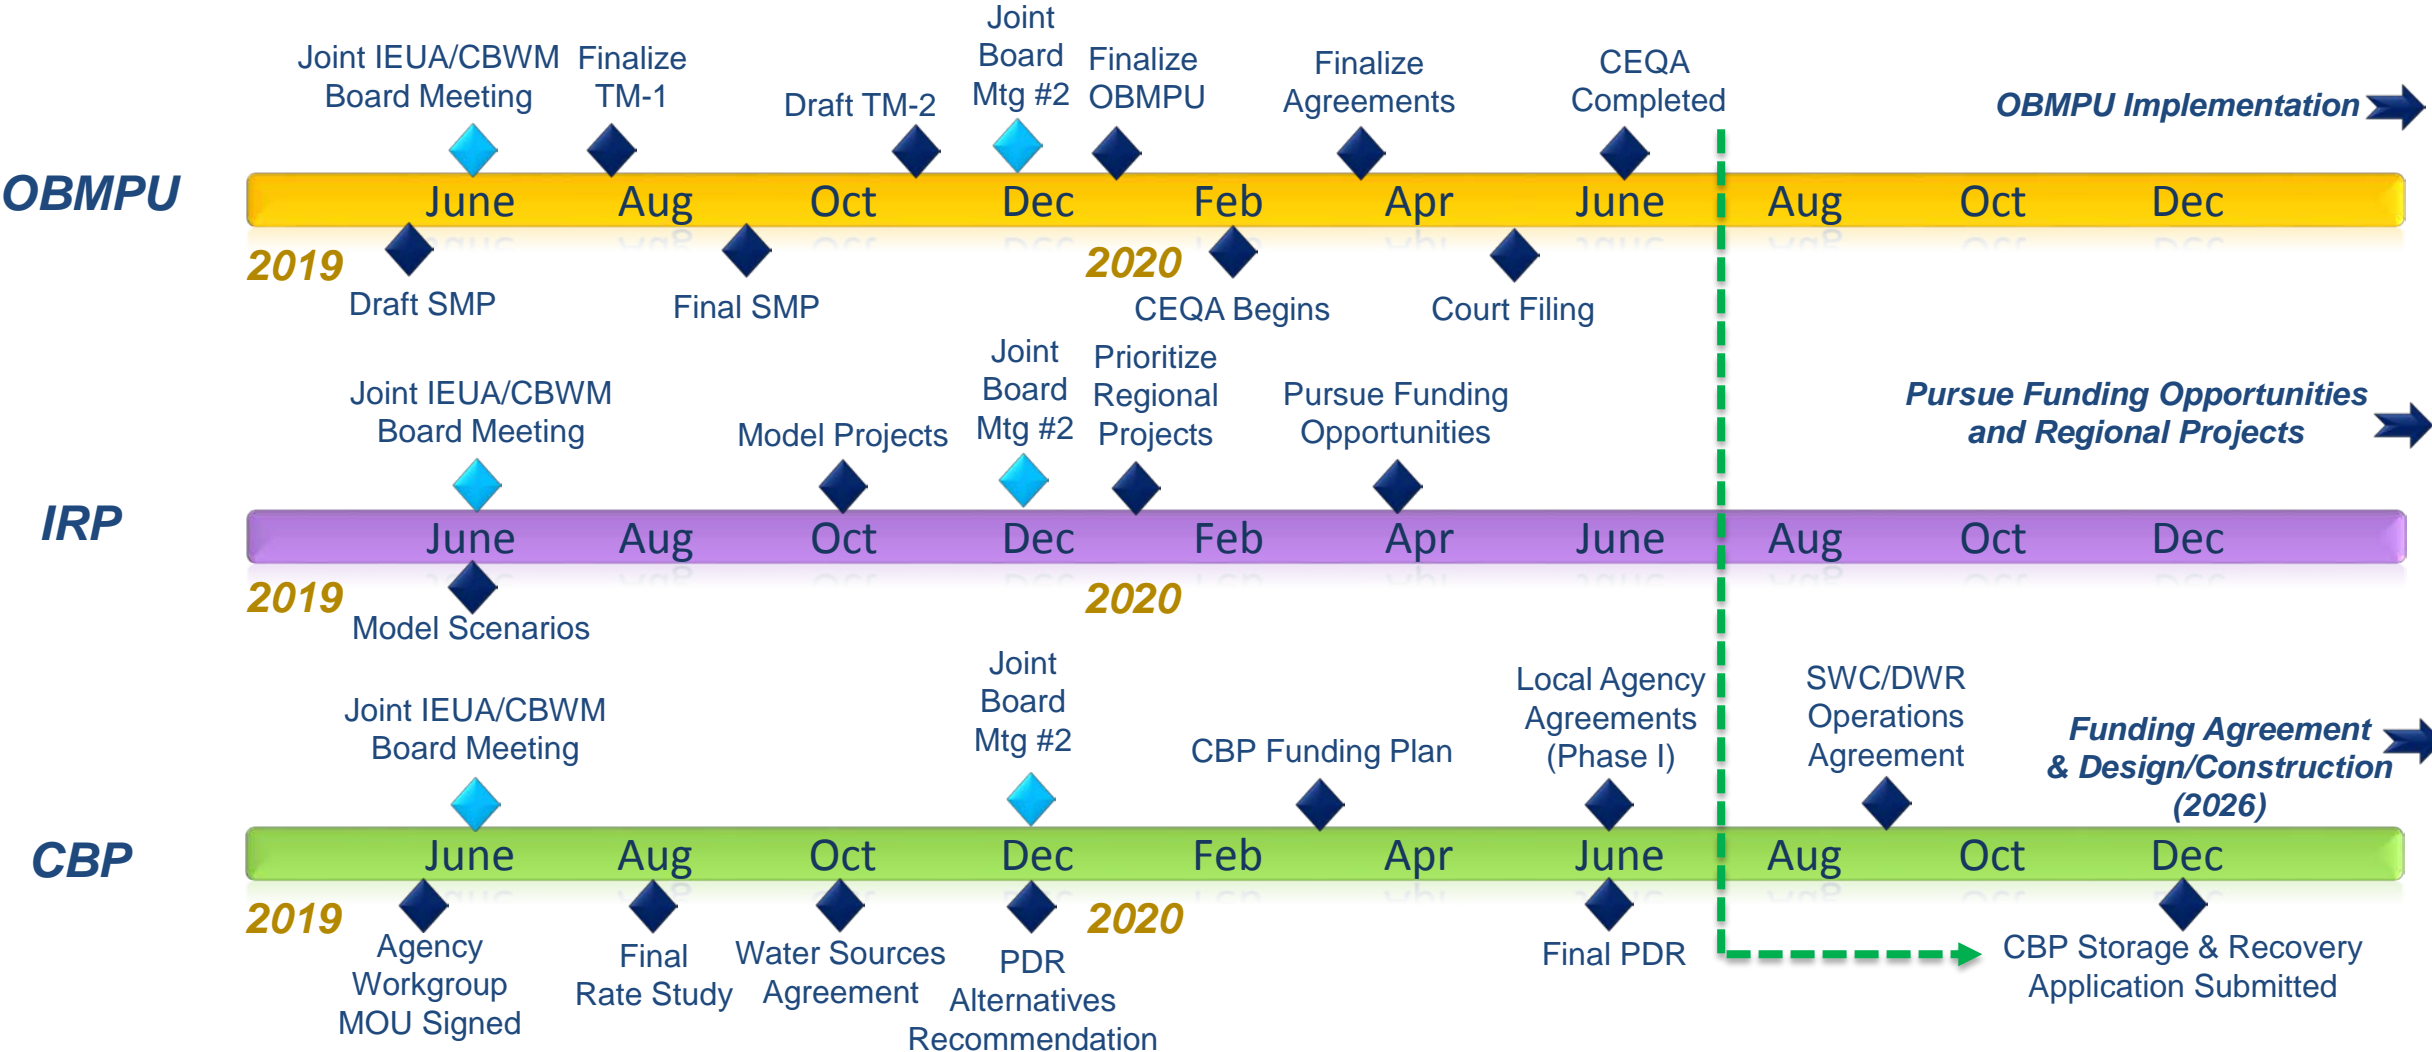 Joint IEUA/CBWM
Board Meeting
Finalize
TM-1
Draft TM-2
Joint
Board
Mtg #2
Finalize
OBMPU
Finalize
Agreements
CEQA
Completed
OBMPU Implementation
OBMPU
June Aug Oct Dec Feb Apr June Aug Oct Dec
2019
2020
Draft SMP
Final SMP
CEQA Begins
Court Filing
Joint IEUA/CBWM
Board Meeting
Model Projects
Joint
Board
Mtg #2
Prioritize
Regional
Projects
Pursue Funding
Opportunities
Pursue Funding Opportunities
and Regional Projects
IRP
June Aug Oct Dec Feb Apr June Aug Oct Dec
2019
2020
Model Scenarios
Joint IEUA/CBWM
Board Meeting
Joint
Board
Mtg #2
CBP Funding Plan
Local Agency
Agreements
(Phase I)
SWC/DWR
Operations
Agreement
Funding Agreement
& Design/Construction
(2026)
CBP
June Aug Oct Dec Feb Apr June Aug Oct Dec
2019
2020
Agency
Workgroup
MOU Signed
Final
Rate Study
Water Sources
Agreement
PDR
Alternatives
Recommendation
Final PDR
CBP Storage & Recovery
Application Submitted